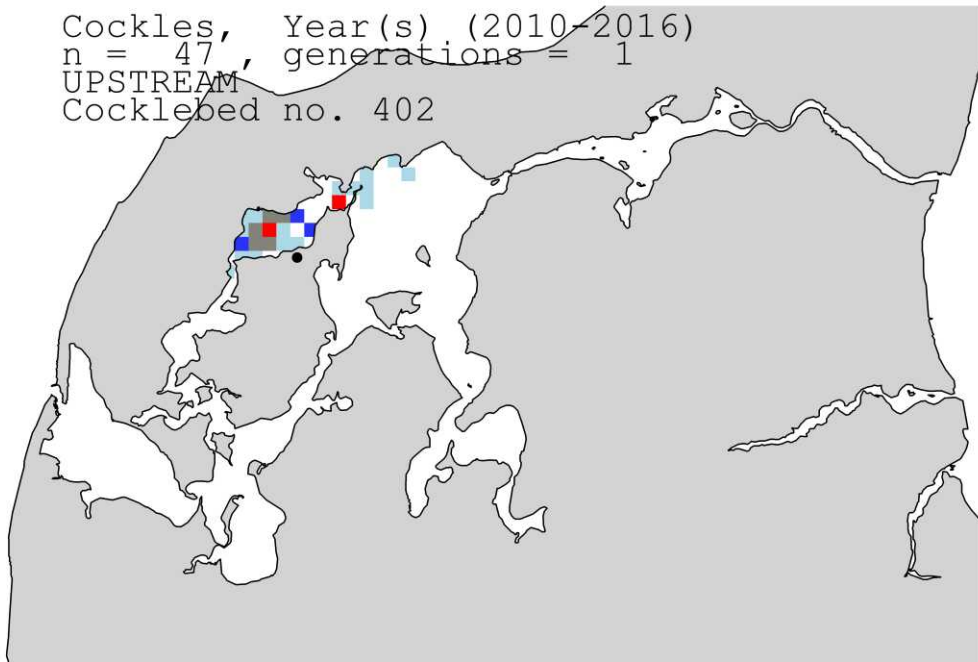 Cockles, Year(s) (2010-2016)
n = 47, generations = 1
UPSTREAM
Cocklebed no. 402